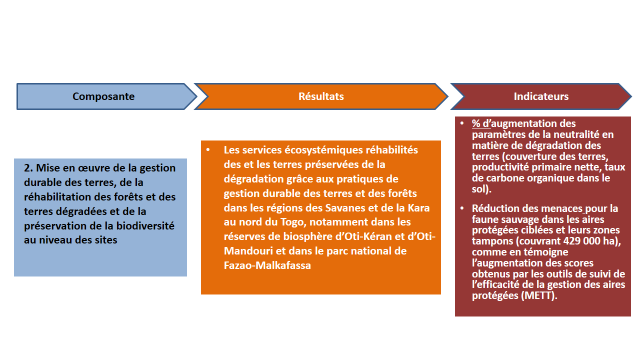 Composante
Résultats
Indicateurs
2. Mise en œuvre de la gestion
durable des terres, de la
réhabilitation des forêts et des
terres dégradées et de la
préservation de la biodiversité
au niveau des sites
• Les services écosystémiques réhabilités
des et les terres préservées de la
dégradation grâce aux pratiques de
gestion durable des terres et des forêts
dans les régions des Savanes et de la Kara
au nord du Togo, notamment dans les
réserves de biosphère d'Oti-Kéran et d'Oti-
Mandouri et dans le parc national de
Fazao-Malkafassa
• % d'augmentation des
paramètres de la neutralité en
matière de dégradation des
terres (couverture des terres,
productivité primaire nette, taux
de carbone organique dans le
sol).
• Réduction des menaces pour la
faune sauvage dans les aires
protégées ciblées et leurs zones
tampons (couvrant 429 000 ha),
comme en témoigne
l'augmentation des scores
obtenus par les outils de suivi de
l'efficacité de la gestion des aires
protégées (METT).